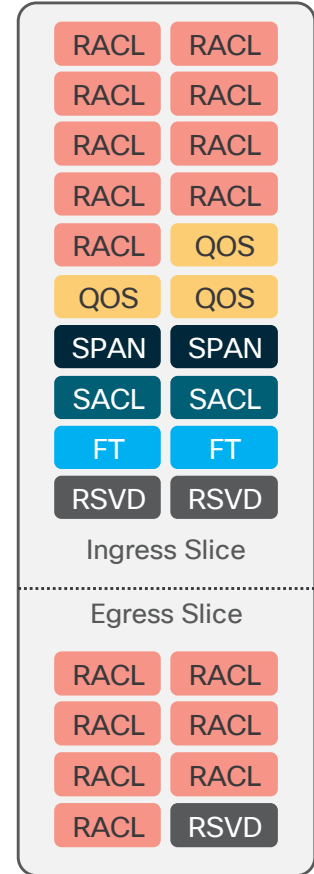 RACL RACL
RACL RACL
RACL RACL
RACL RACL
RACL QOS
QOS QOS
SPAN SPAN
SACL SACL
FT FT
RSVD RSVD
Ingress Slice
Egress Slice
RACL RACL
RACL RACL
RACL RACL
RACL RSVD